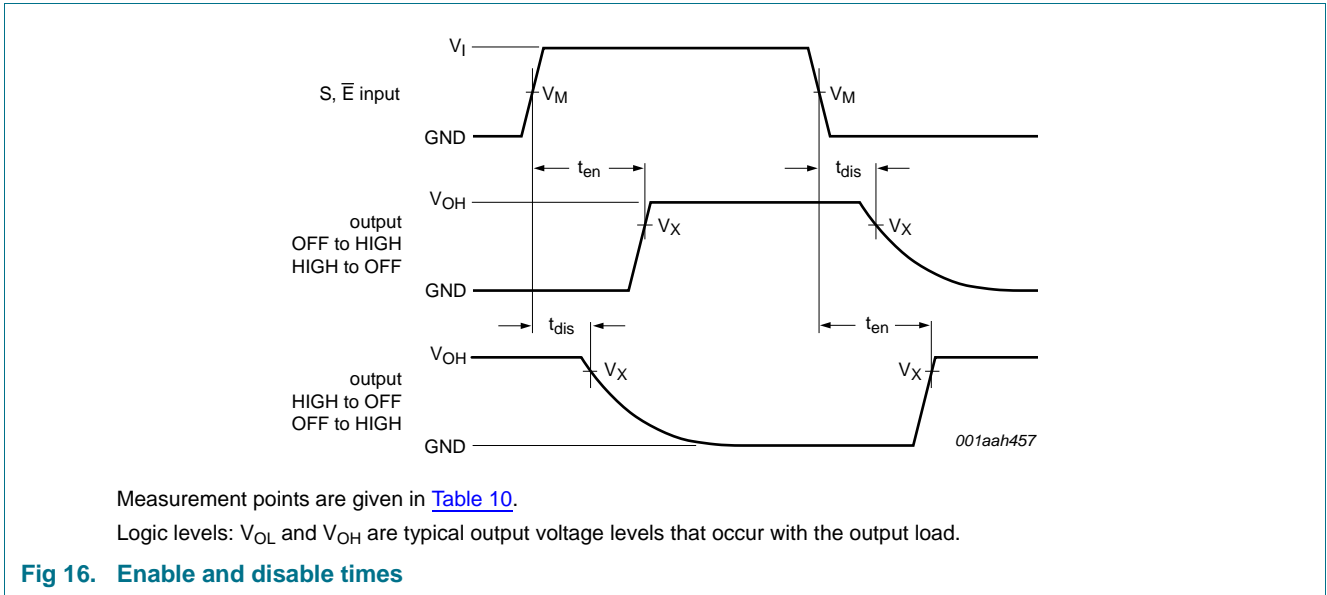 V_I
S, E̅ input
V_M
V_M
GND
t_en
t_dis
V_OH
output
OFF to HIGH
HIGH to OFF
V_X
V_X
GND
t_dis
t_en
V_OH
output
HIGH to OFF
OFF to HIGH
V_X
V_X
GND
001aah457
Measurement points are given in Table 10.
Logic levels: V_OL and V_OH are typical output voltage levels that occur with the output load.
Fig 16. Enable and disable times